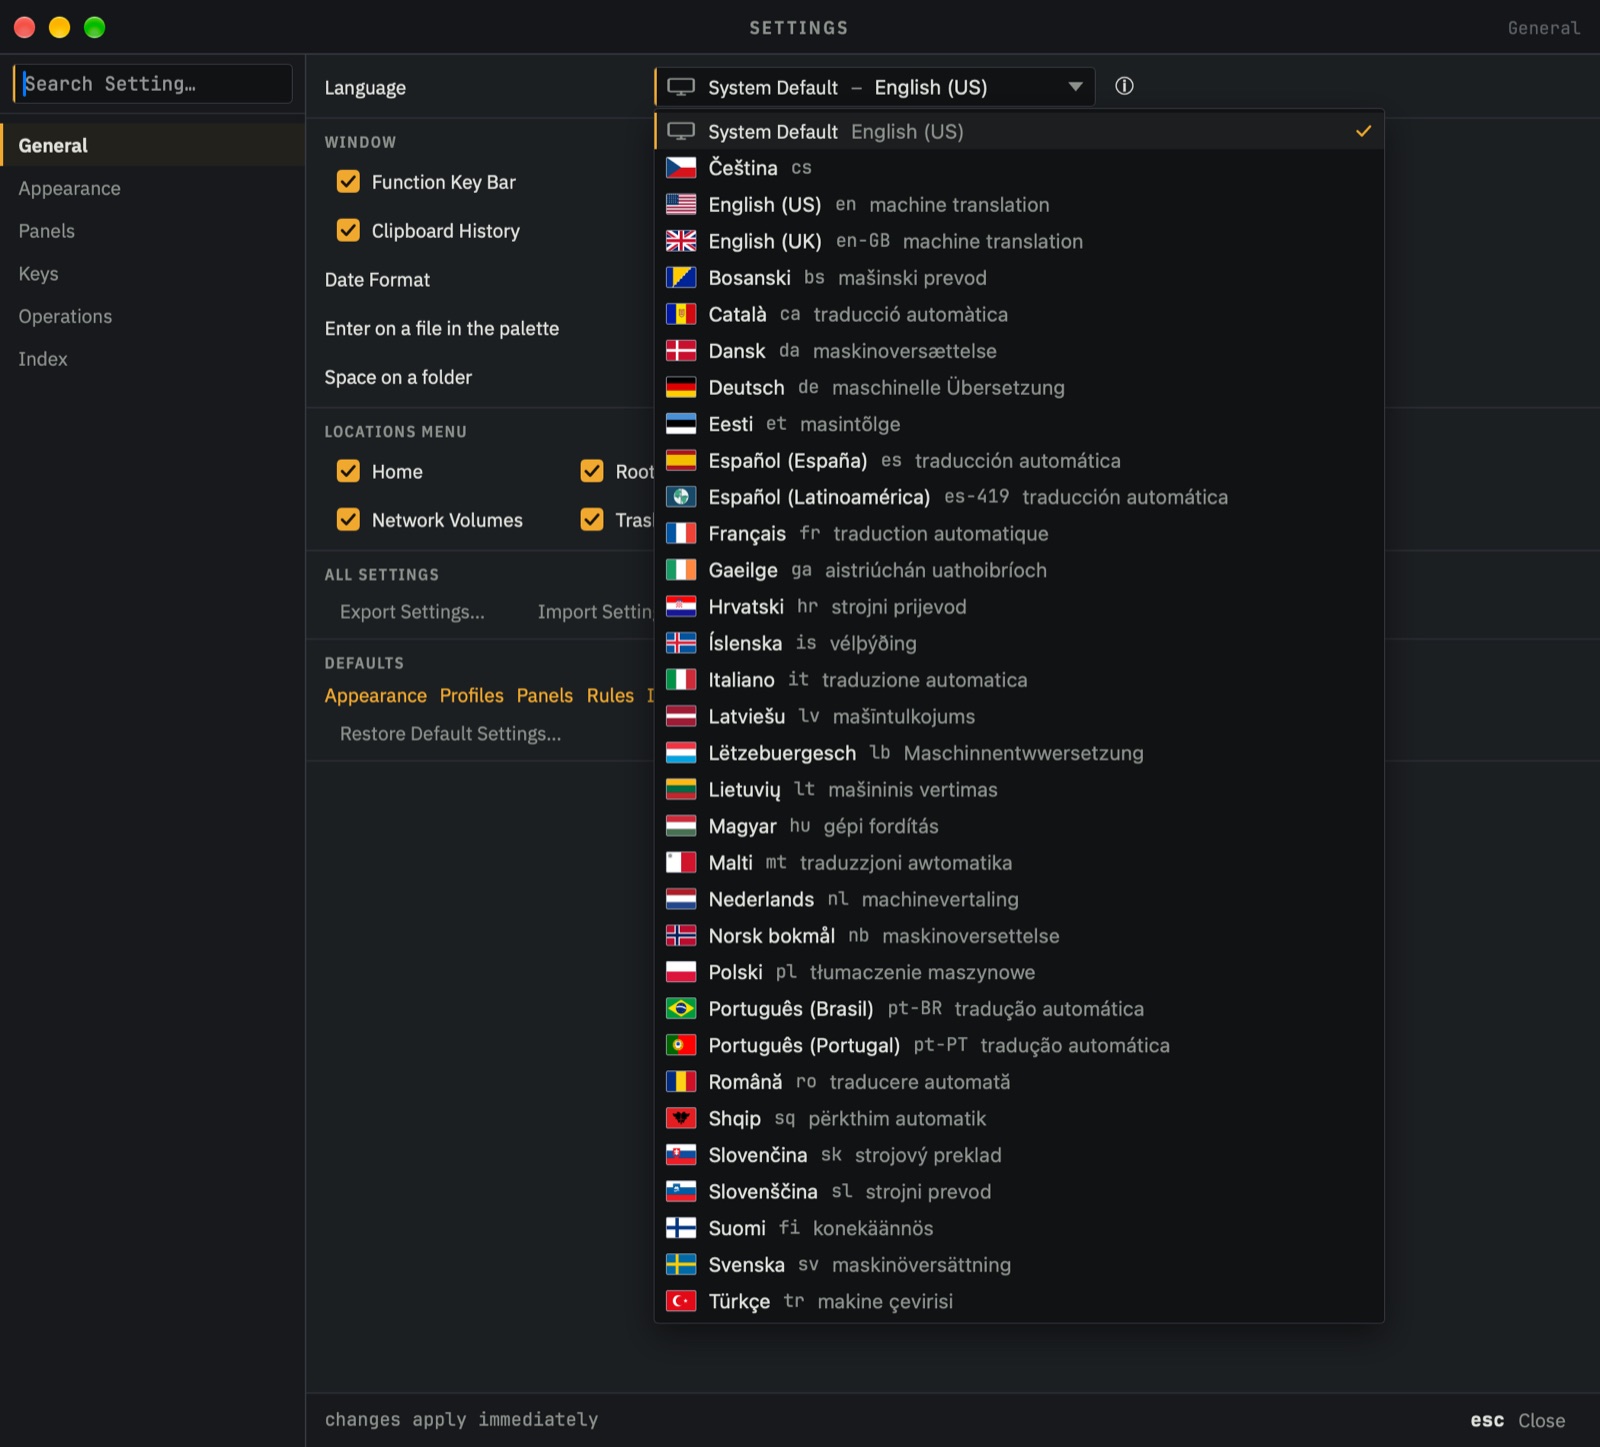 SETTINGS
General
Search Setting…
General
Appearance
Panels
Keys
Operations
Index
Language
System Default – English (US)
WINDOW
Function Key Bar
Clipboard History
Date Format
Enter on a file in the palette
Space on a folder
LOCATIONS MENU
Home
Root
Network Volumes
ALL SETTINGS
Export Settings...
Import
DEFAULTS
Appearance Profiles Panels Rules
Restore Default Settings...
System Default English (US)
Čeština cs
English (US) en machine translation
English (UK) en-GB machine translation
Bosanski bs mašinski prevod
Català ca traducció automàtica
Dansk da maskinoversættelse
Deutsch de maschinelle Übersetzung
Eesti et masintõlge
Español (España) es traducción automática
Español (Latinoamérica) es-419 traducción automática
Français fr traduction automatique
Gaeilge ga aistriúchán uathoibríoch
Hrvatski hr strojni prijevod
Íslenska is vélþýðing
Italiano it traduzione automatica
Latviešu lv mašīntulkojums
Lëtzebuergesch lb Maschinnentwwersetzung
Lietuvių lt mašininis vertimas
Magyar hu gépi fordítás
Malti mt traduzzjoni awtomatika
Nederlands nl machinevertaling
Norsk bokmål nb maskinoversettelse
Polski pl tłumaczenie maszynowe
Português (Brasil) pt-BR tradução automática
Português (Portugal) pt-PT tradução automática
Română ro traducere automată
Shqip sq përkthim automatik
Slovenčina sk strojový preklad
Slovenščina sl strojni prevod
Suomi fi konekäännös
Svenska sv maskinöversättning
Türkçe tr makine çevirisi
changes apply immediately
esc Close